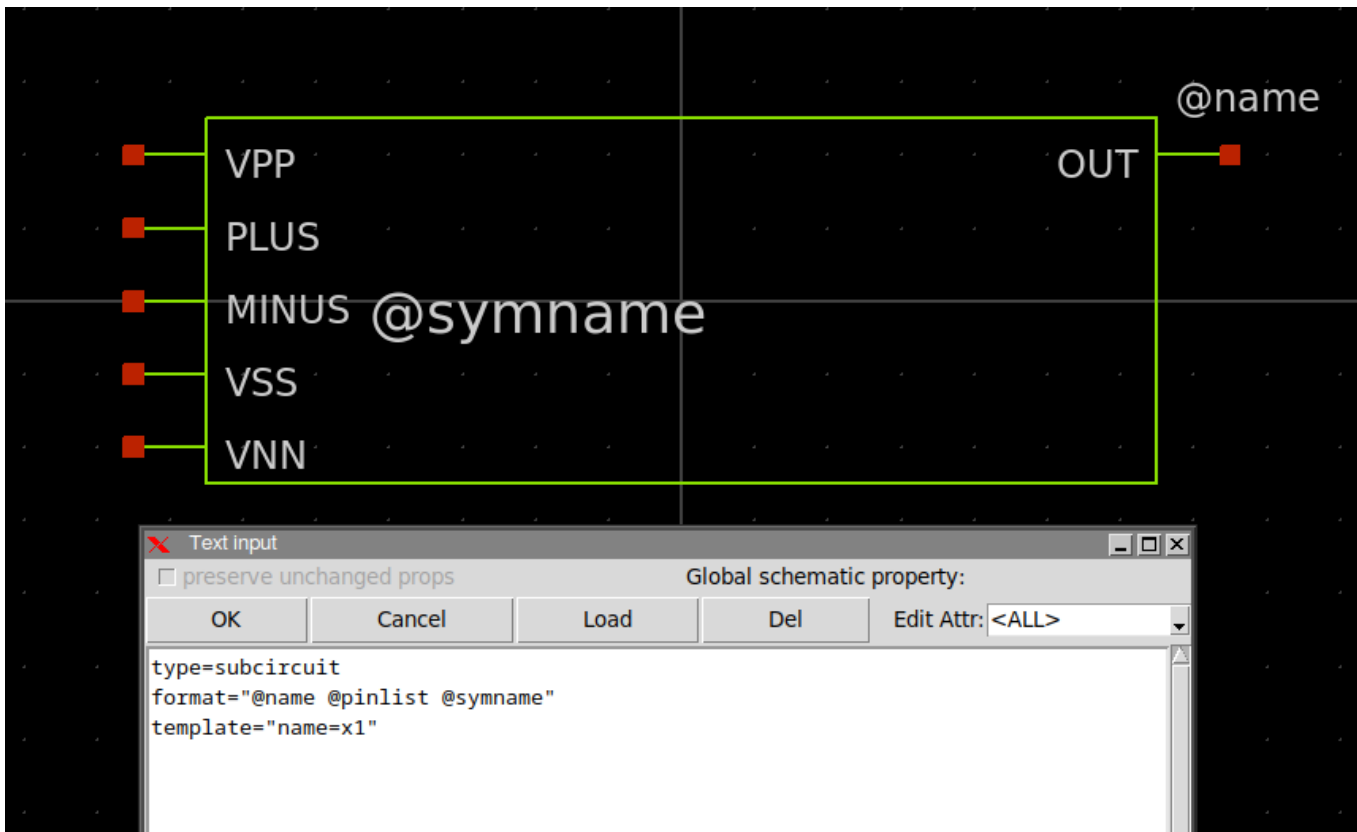 @name
VPP OUT
PLUS
MINUS @symname
VSS
VNN
Text input
preserve unchanged props Global schematic property:
OK Cancel Load Del Edit Attr: <ALL>
type=subcircuit
format="@name @pinlist @symname"
template="name=x1"